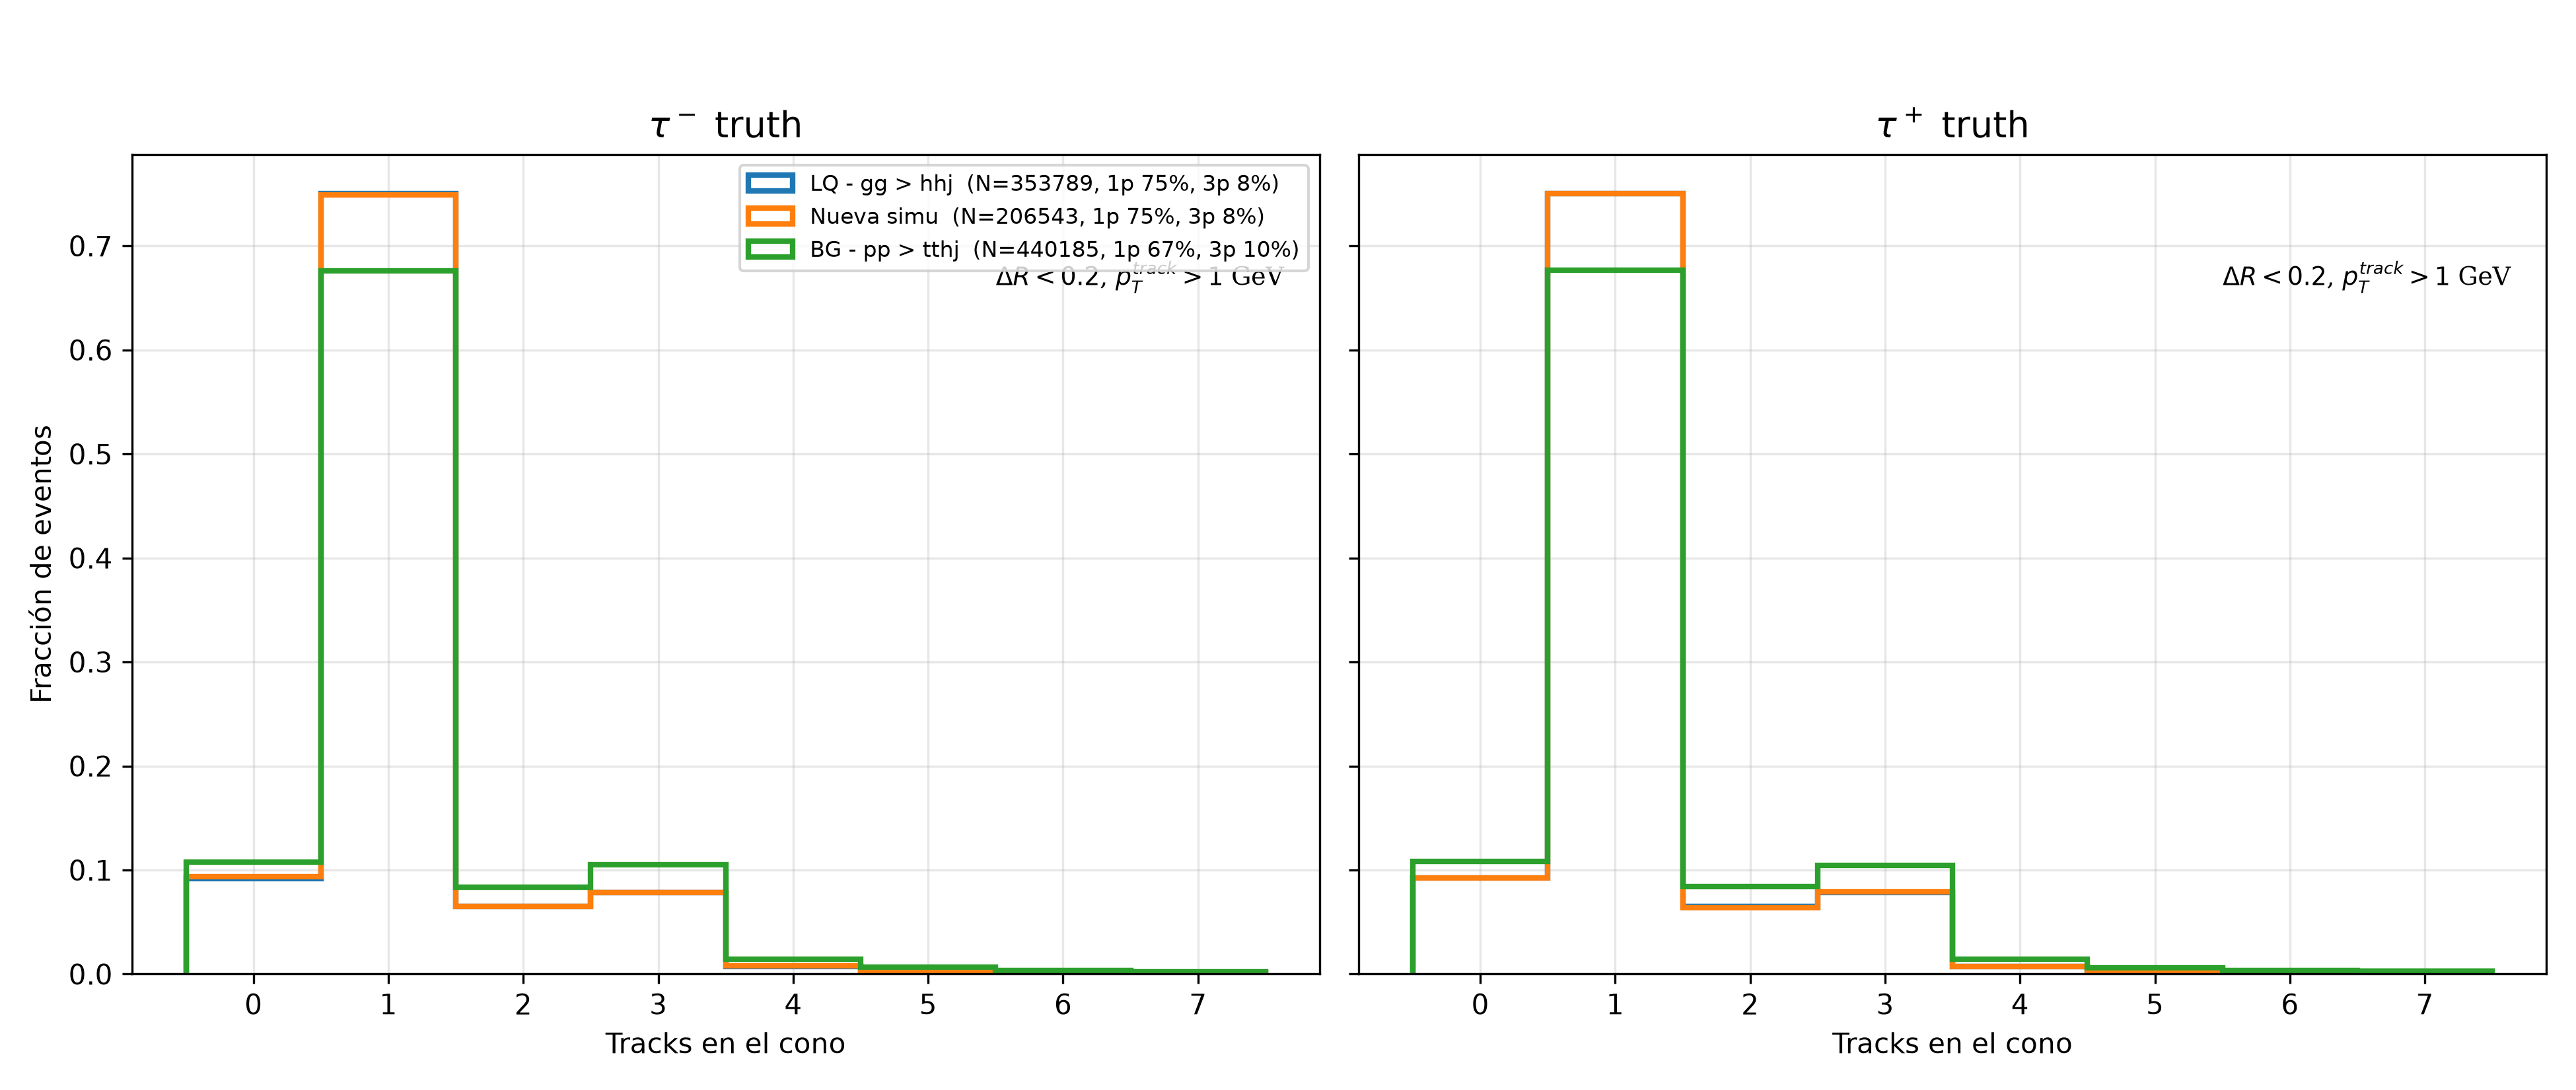 τ⁻ truth
LQ - gg > hhj (N=353789, 1p 75%, 3p 8%)
Nueva simu (N=206543, 1p 75%, 3p 8%)
BG - pp > tthj (N=440185, 1p 67%, 3p 10%)
ΔR < 0.2, p_T^track > 1 GeV
Fracción de eventos
0.7
0.6
0.5
0.4
0.3
0.2
0.1
0.0
0 1 2 3 4 5 6 7
Tracks en el cono
τ⁺ truth
ΔR < 0.2, p_T^track > 1 GeV
0 1 2 3 4 5 6 7
Tracks en el cono